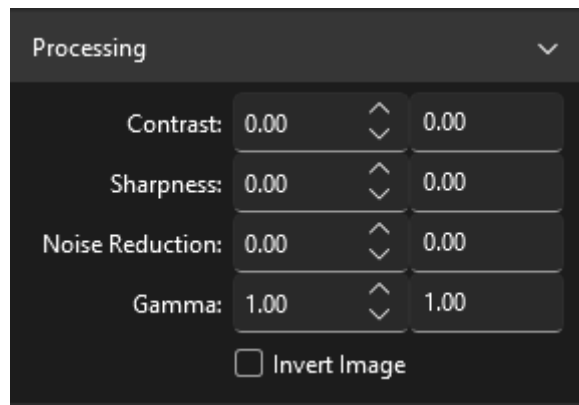 Processing
Contrast: 0.00 0.00
Sharpness: 0.00 0.00
Noise Reduction: 0.00 0.00
Gamma: 1.00 1.00
Invert Image